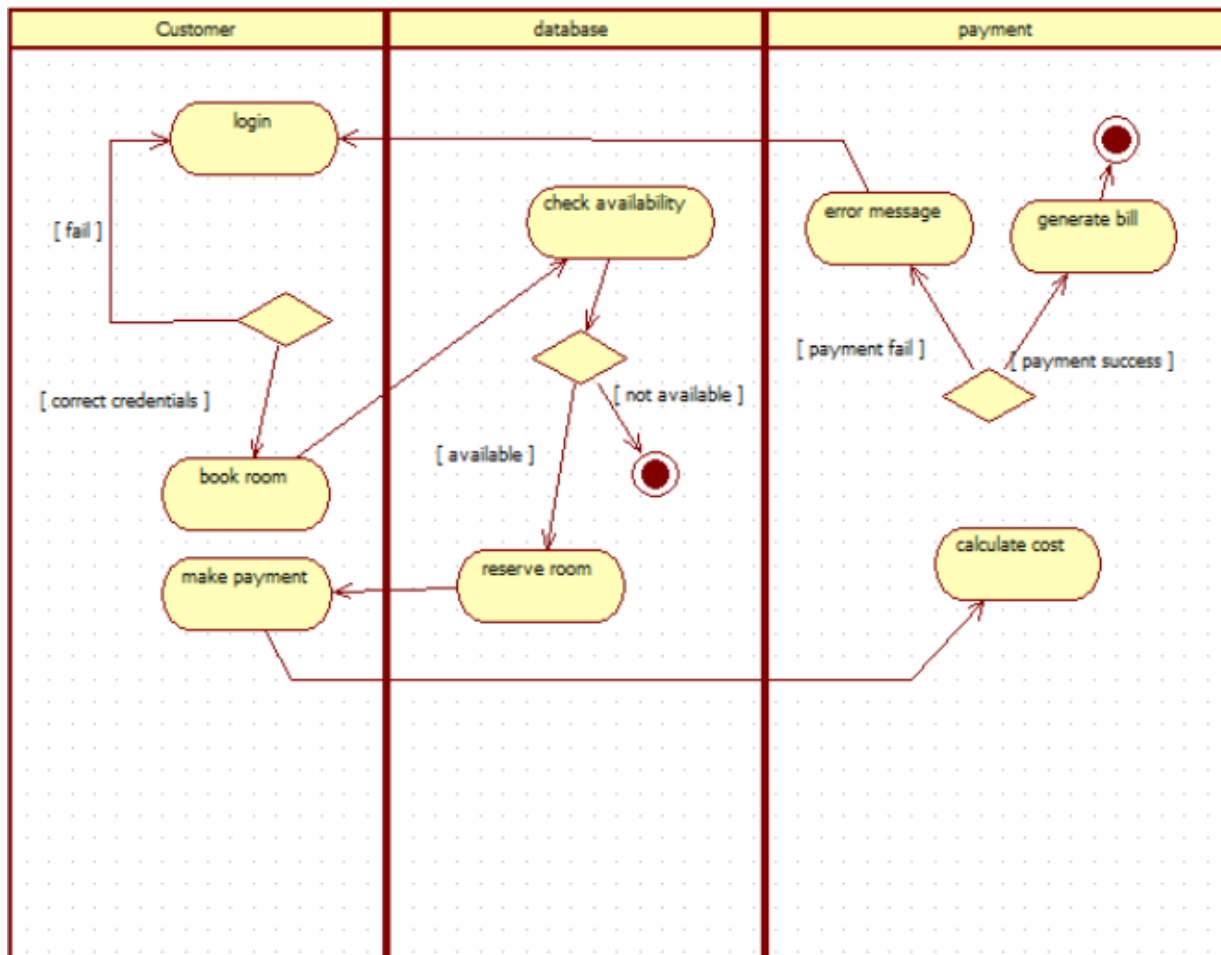 Customer
database
payment
login
check availability
error message
generate bill
[ fail ]
[ payment fail ]
[ payment success ]
[ correct credentials ]
[ not available ]
[ available ]
book room
calculate cost
make payment
reserve room